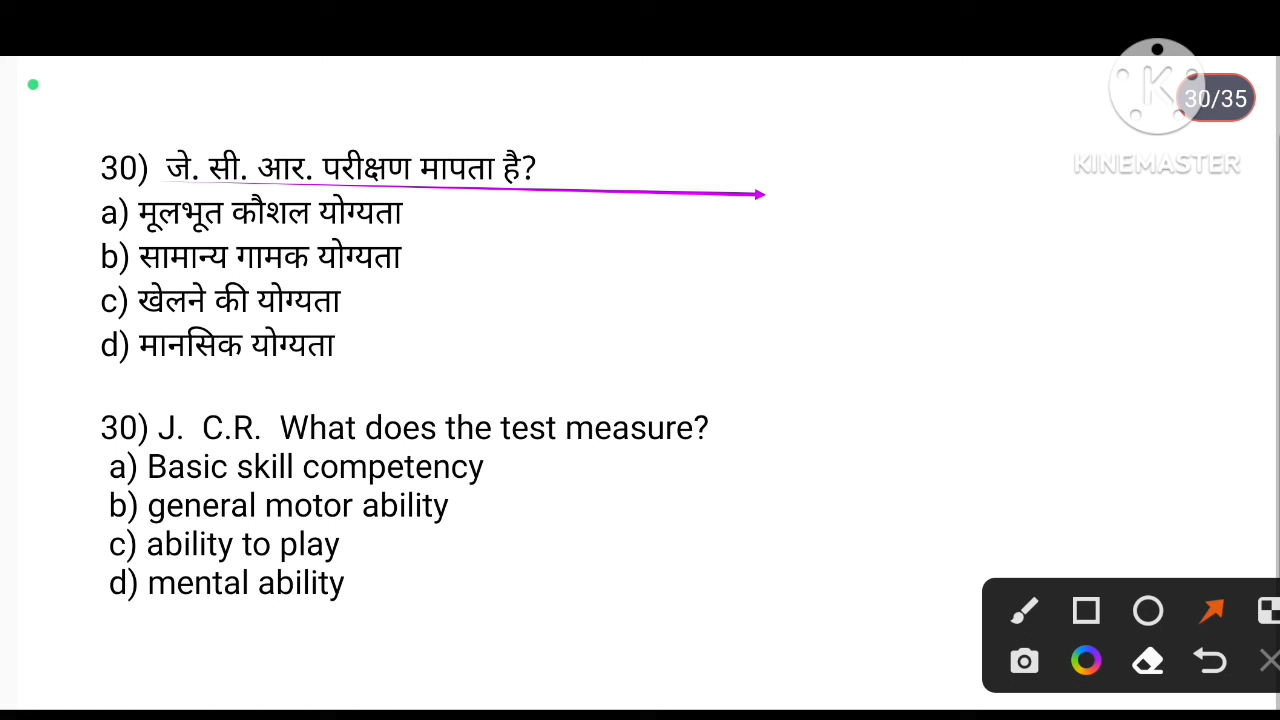 30/35
KINEMASTER
30) जे. सी. आर. परीक्षण मापता है?
a) मूलभूत कौशल योग्यता
b) सामान्य गामक योग्यता
c) खेलने की योग्यता
d) मानसिक योग्यता
30) J. C.R. What does the test measure?
a) Basic skill competency
b) general motor ability
c) ability to play
d) mental ability